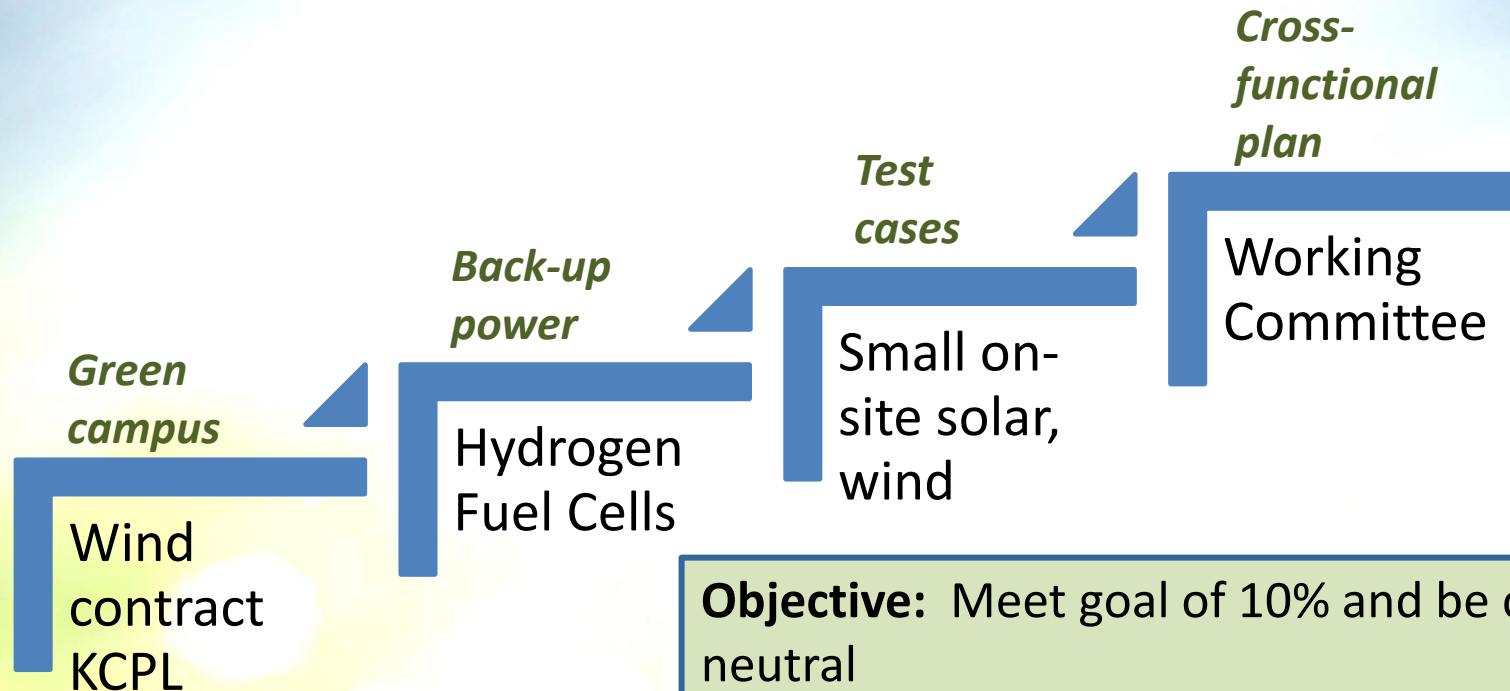 Green
campus
Wind
contract
KCPL
Back-up
power
Hydrogen
Fuel Cells
Test
cases
Small on-
site solar,
wind
Cross-
functional
plan
Working
Committee
Objective: Meet goal of 10% and be
neutral